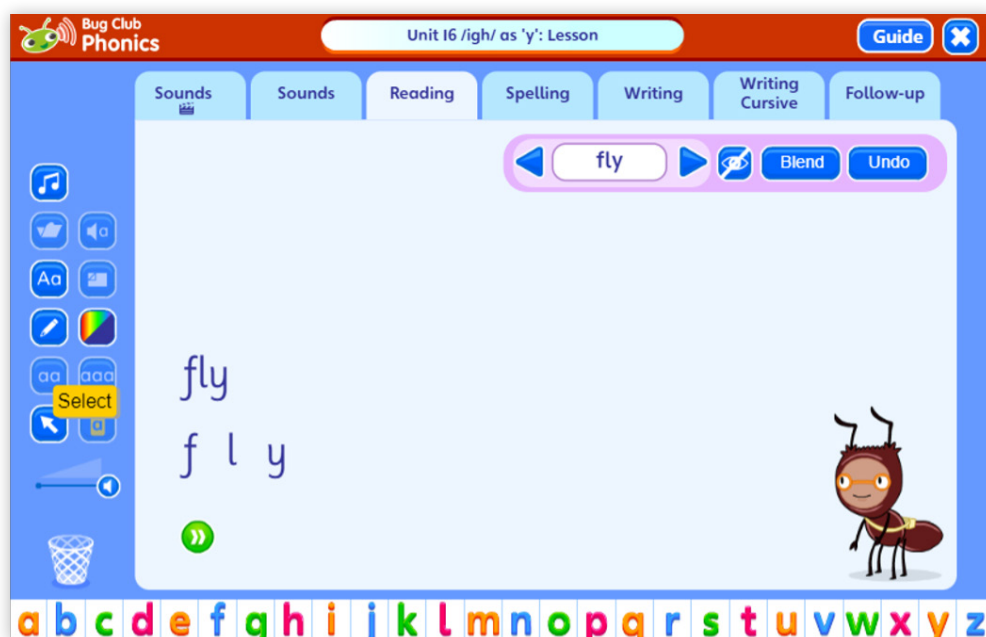 Bug Club
Phonics
Unit 16 /igh/ as 'y': Lesson
Guide
Sounds
Sounds
Reading
Spelling
Writing
Writing
Cursive
Follow-up
fly
Blend
Undo
a
Aa
aa
aaa
Select
a
fly
f l y
a b c d e f g h i j k l m n o p q r s t u v w x y z